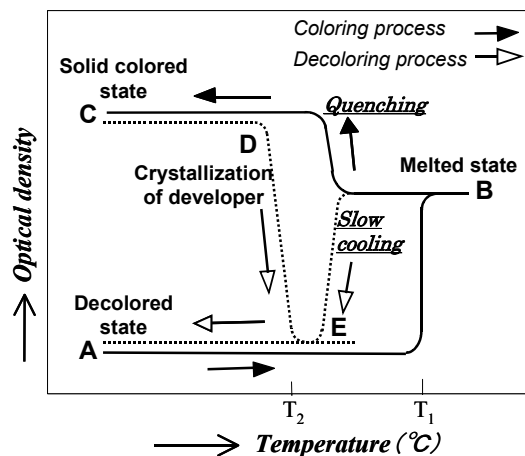 Coloring process
Decoloring process
Solid colored
state
C
Quenching
D
Melted state
B
Crystallization
of developer
Slow
cooling
Optical density
Decolored
state
E
A
T2
T1
Temperature (°C)